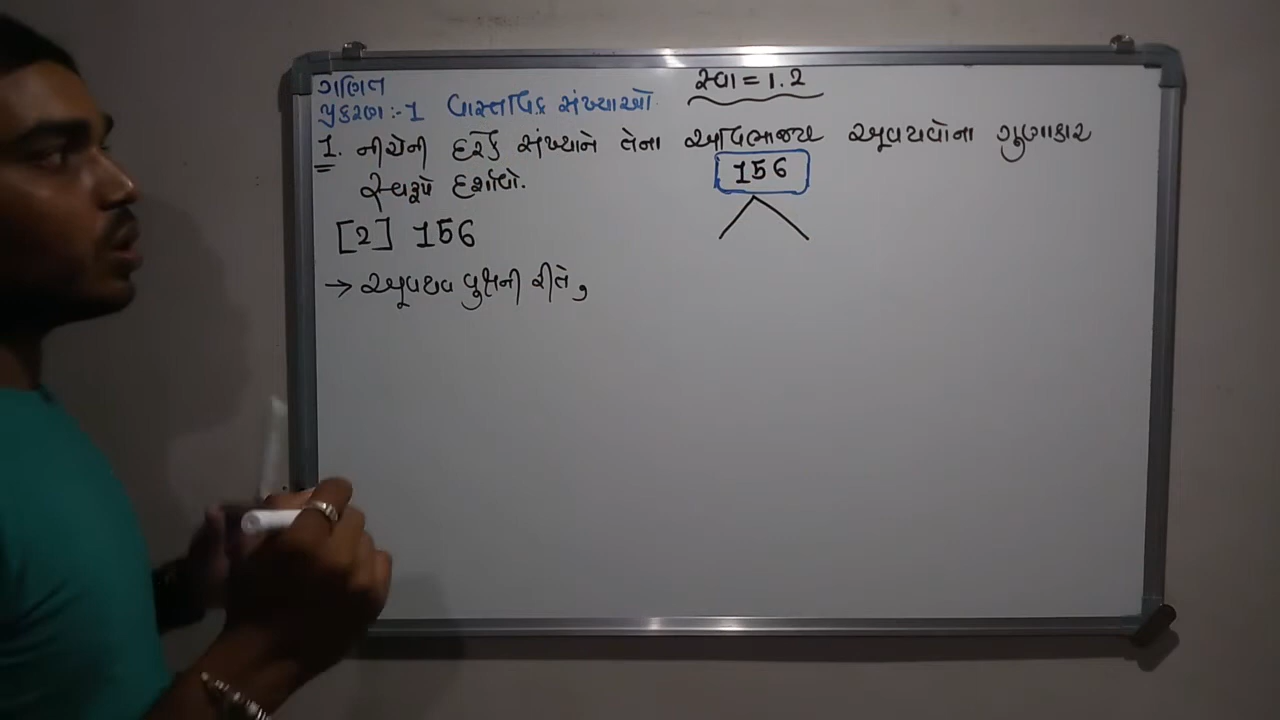 ગણિત
પ્રકરણ:-1 વાસ્તવિક સંખ્યાઓ
સ્વા = 1.2
1. નીચેની દરેક સંખ્યાને તેના અવિભાજ્ય અવયવોના ગુણાકાર
સ્વરૂપે દર્શાવો.
156
[2] 156
→ અવયવ વૃક્ષની રીતે,